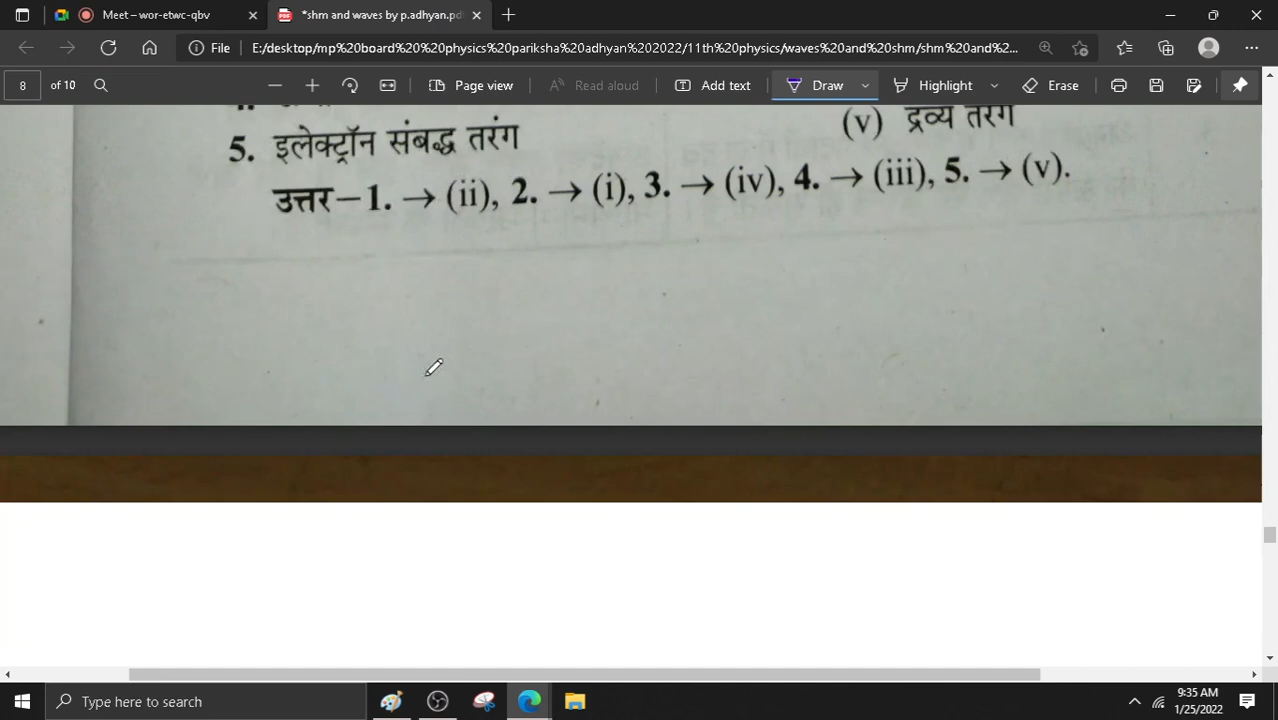 Meet – wor-etwc-qbv
*shm and waves by p.adhyan.pd
File E:/desktop/mp%20board%20%20physics%20pariksha%20adhyan%202022/11th%20physics/waves%20and%20shm/shm%20and%2...
8 of 10 Page view Read aloud Add text Draw Highlight Erase
(v) द्रव्य तरंग
5. इलेक्ट्रॉन संबद्ध तरंग
उत्तर–1. → (ii), 2. → (i), 3. → (iv), 4. → (iii), 5. → (v).
Type here to search
9:35 AM
1/25/2022